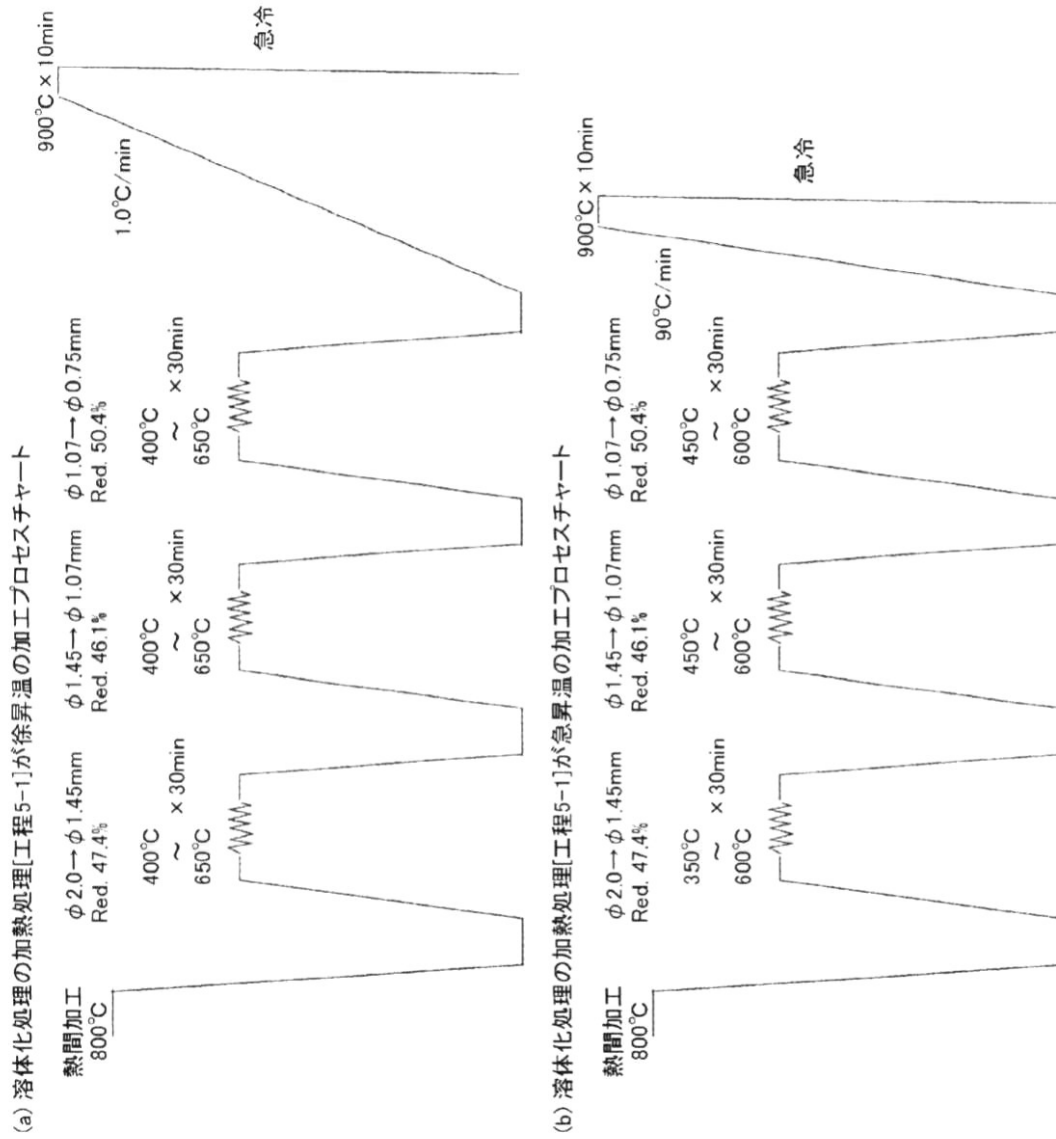 (a) 溶体化処理の加熱処理[工程5-1]が徐昇温の加工プロセスチャート
熱間加工
800℃
φ2.0→φ1.45mm
Red. 47.4%
400℃
～ ×30min
650℃
φ1.45→φ1.07mm
Red. 46.1%
400℃
～ ×30min
650℃
φ1.07→φ0.75mm
Red. 50.4%
400℃
～ ×30min
650℃
1.0℃/min
900℃×10min
急冷
(b) 溶体化処理の加熱処理[工程5-1]が急昇温の加工プロセスチャート
熱間加工
800℃
φ2.0→φ1.45mm
Red. 47.4%
350℃
～ ×30min
600℃
φ1.45→φ1.07mm
Red. 46.1%
450℃
～ ×30min
600℃
φ1.07→φ0.75mm
Red. 50.4%
450℃
～ ×30min
600℃
90℃/min
900℃×10min
急冷